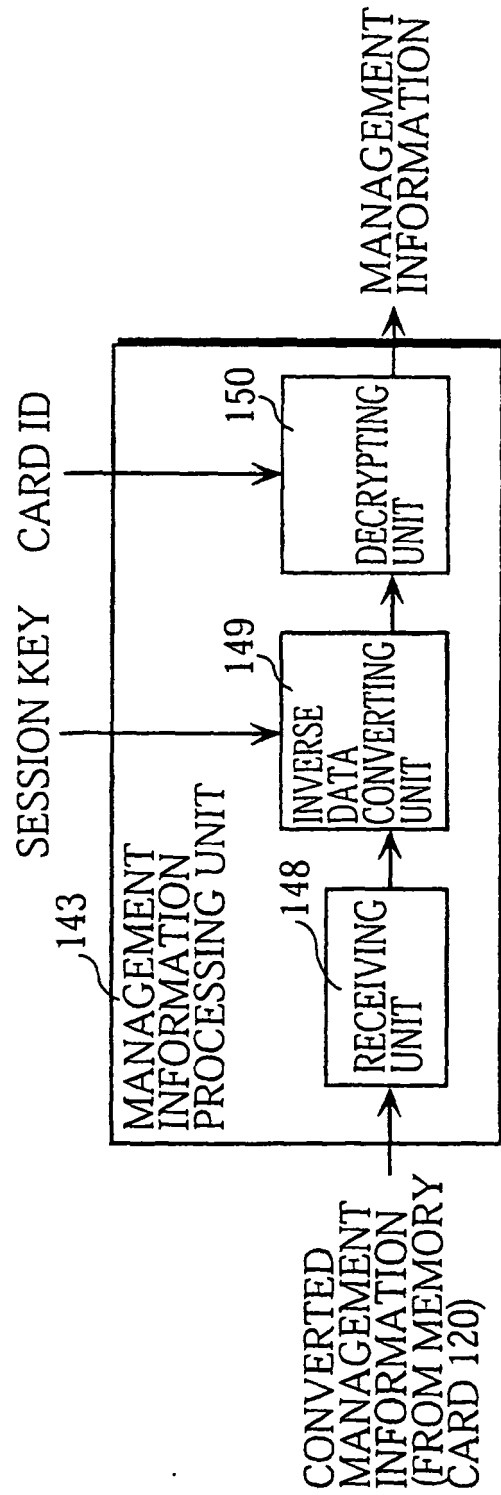 SESSION KEY
CARD ID
143
MANAGEMENT
INFORMATION
PROCESSING UNIT
148
RECEIVING
UNIT
149
INVERSE
DATA
CONVERTING
UNIT
150
DECRYPTING
UNIT
CONVERTED
MANAGEMENT
INFORMATION
(FROM MEMORY
CARD 120)
MANAGEMENT
INFORMATION